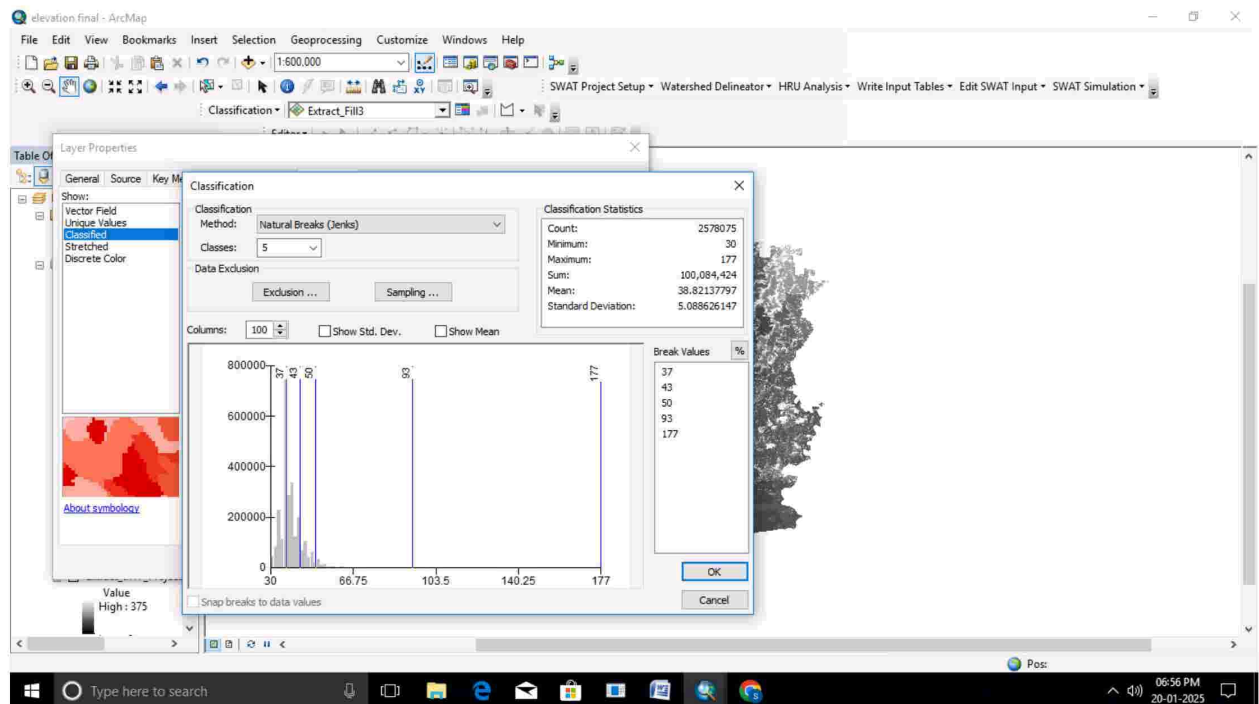 elevation final - ArcMap
File Edit View Bookmarks Insert Selection Geoprocessing Customize Windows Help
1:600,000
SWAT Project Setup Watershed Delineator HRU Analysis Write Input Tables Edit SWAT Input SWAT Simulation
Classification Extract_Fill3
Table Of
Layer Properties
General Source Key Me
Show:
Vector Field
Unique Values
Classified
Stretched
Discrete Color
About symbology
Classification
Classification
Method: Natural Breaks (Jenks)
Classes: 5
Data Exclusion
Exclusion ... Sampling ...
Classification Statistics
Count: 2578075
Minimum: 30
Maximum: 177
Sum: 100,084,424
Mean: 38.82137797
Standard Deviation: 5.088626147
Columns: 100 Show Std. Dev. Show Mean
Break Values %
37
43
50
93
177
800000
600000
400000
200000
0
37 43 50 93 177
30 66.75 103.5 140.25 177
Snap breaks to data values
OK
Cancel
Value
High : 375
Pos:
Type here to search
06:56 PM
20-01-2025